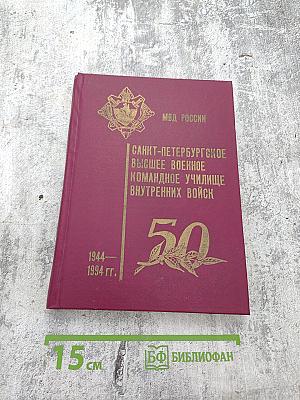 МВД РОССИИ
САНКТ-ПЕТЕРБУРГСКОЕ
ВЫСШЕЕ ВОЕННОЕ
КОМАНДНОЕ УЧИЛИЩЕ
ВНУТРЕННИХ ВОЙСК
50
1944—
1994 гг.
15 см
БФ БИБЛИОФАН